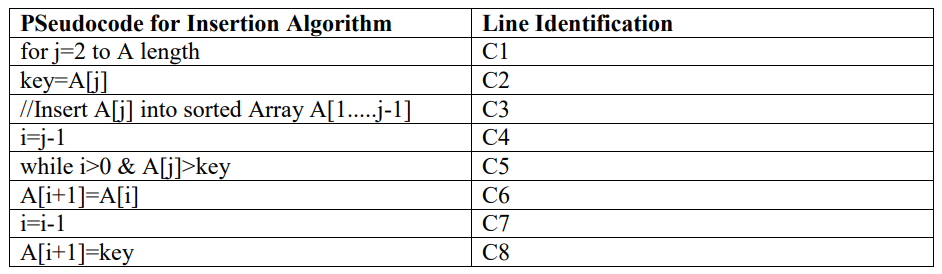 PSeudocode for Insertion Algorithm Line Identification
for j=2 to A length C1
key=A[j] C2
//Insert A[j] into sorted Array A[1.....j-1] C3
i=j-1 C4
while i>0 & A[j]>key C5
A[i+1]=A[i] C6
i=i-1 C7
A[i+1]=key C8